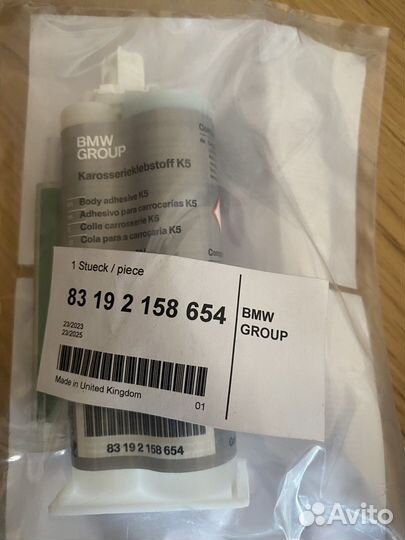 BMW
GROUP
Karosserieklebstoff K5
Body adhesive K5
Adhesivo para carrocerías K5
Colle carrosserie K5
Cola para a carroçaria K5
1 Stueck / piece
83 19 2 158 654
BMW
GROUP
23/2023
23/2025
Made in United Kingdom
01
83 19 2 158 654
Avito